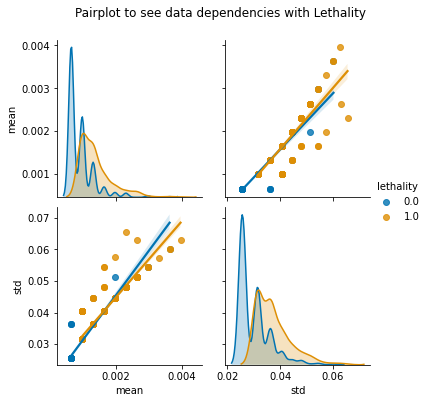 Pairplot to see data dependencies with Lethality
0.004
0.003
0.002
0.001
mean
lethality
0.0
1.0
0.07
0.06
0.05
0.04
0.03
std
0.002
0.004
mean
0.02
0.04
0.06
std